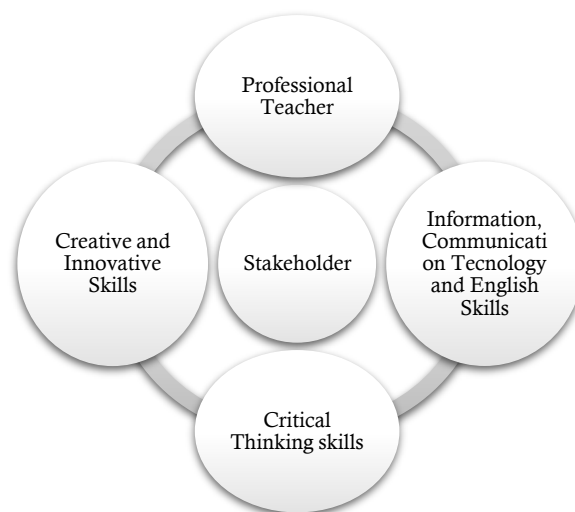 Professional
Teacher
Creative and
Innovative
Skills
Stakeholder
Information,
Communicati
on Tecnology
and English
Skills
Critical
Thinking skills